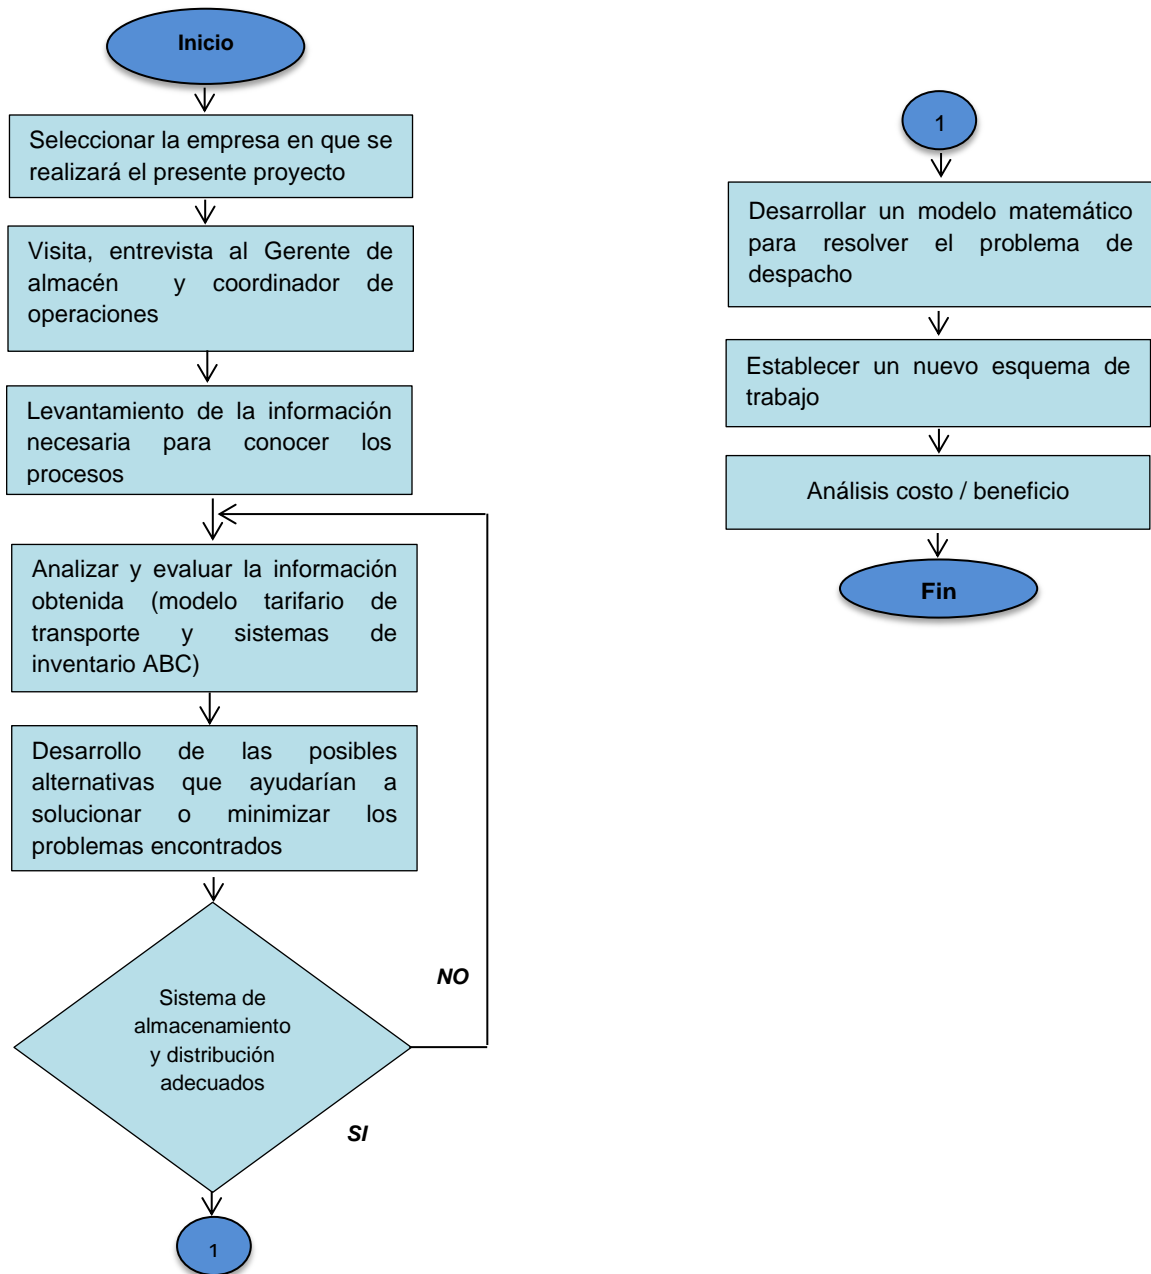 Inicio
Seleccionar la empresa en que se
realizará el presente proyecto
Visita, entrevista al Gerente de
almacén y coordinador de
operaciones
Levantamiento de la información
necesaria para conocer los
procesos
Analizar y evaluar la información
obtenida (modelo tarifario de
transporte y sistemas de
inventario ABC)
Desarrollo de las posibles
alternativas que ayudarían a
solucionar o minimizar los
problemas encontrados
NO
Sistema de
almacenamiento
y distribución
adecuados
SI
1
1
Desarrollar un modelo matemático
para resolver el problema de
despacho
Establecer un nuevo esquema de
trabajo
Análisis costo / beneficio
Fin